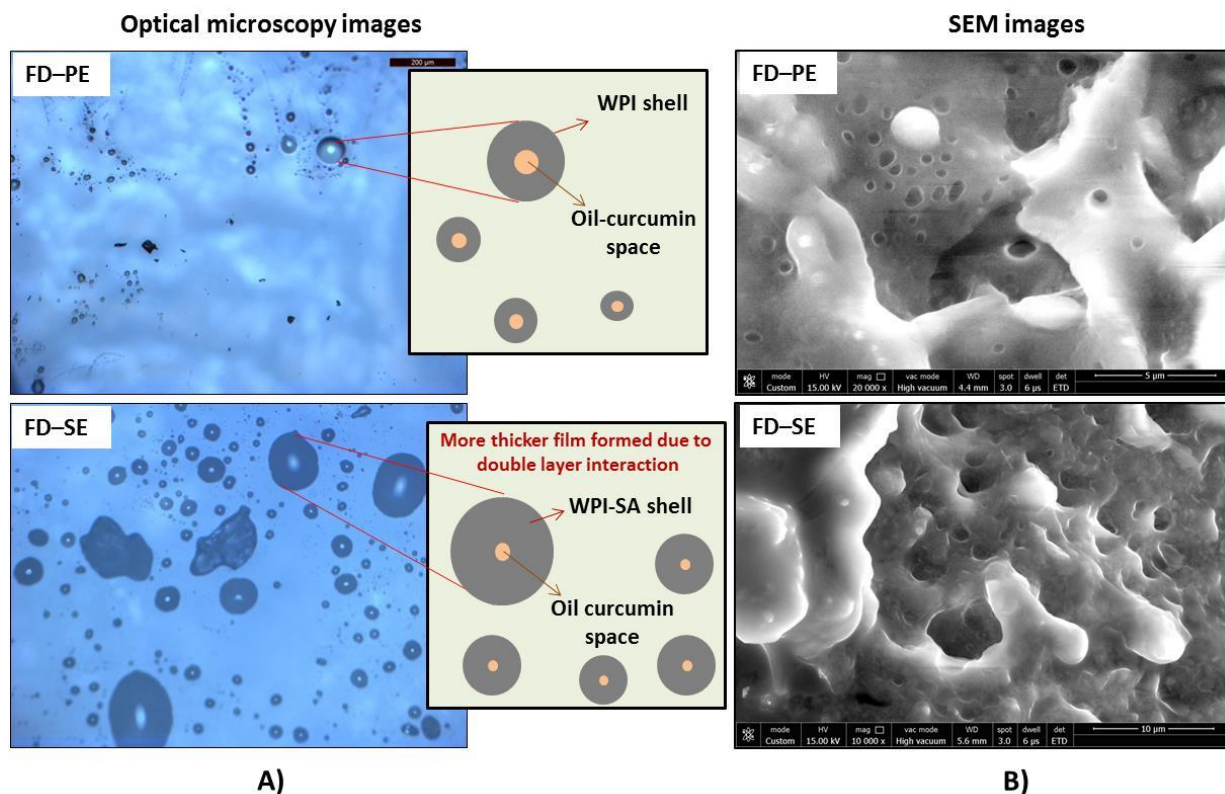 Optical microscopy images
SEM images
FD–PE
200 µm
WPI shell
Oil-curcumin
space
FD–PE
mode HV mag □ vac mode WD spot dwell det
Custom 15.00 kV 20 000 x High vacuum 4.4 mm 3.0 6 µs ETD
5 µm
FD–SE
More thicker film formed due to
double layer interaction
WPI-SA shell
Oil curcumin
space
FD–SE
mode HV mag □ vac mode WD spot dwell det
Custom 15.00 kV 10 000 x High vacuum 5.6 mm 3.0 6 µs ETD
10 µm
A)
B)